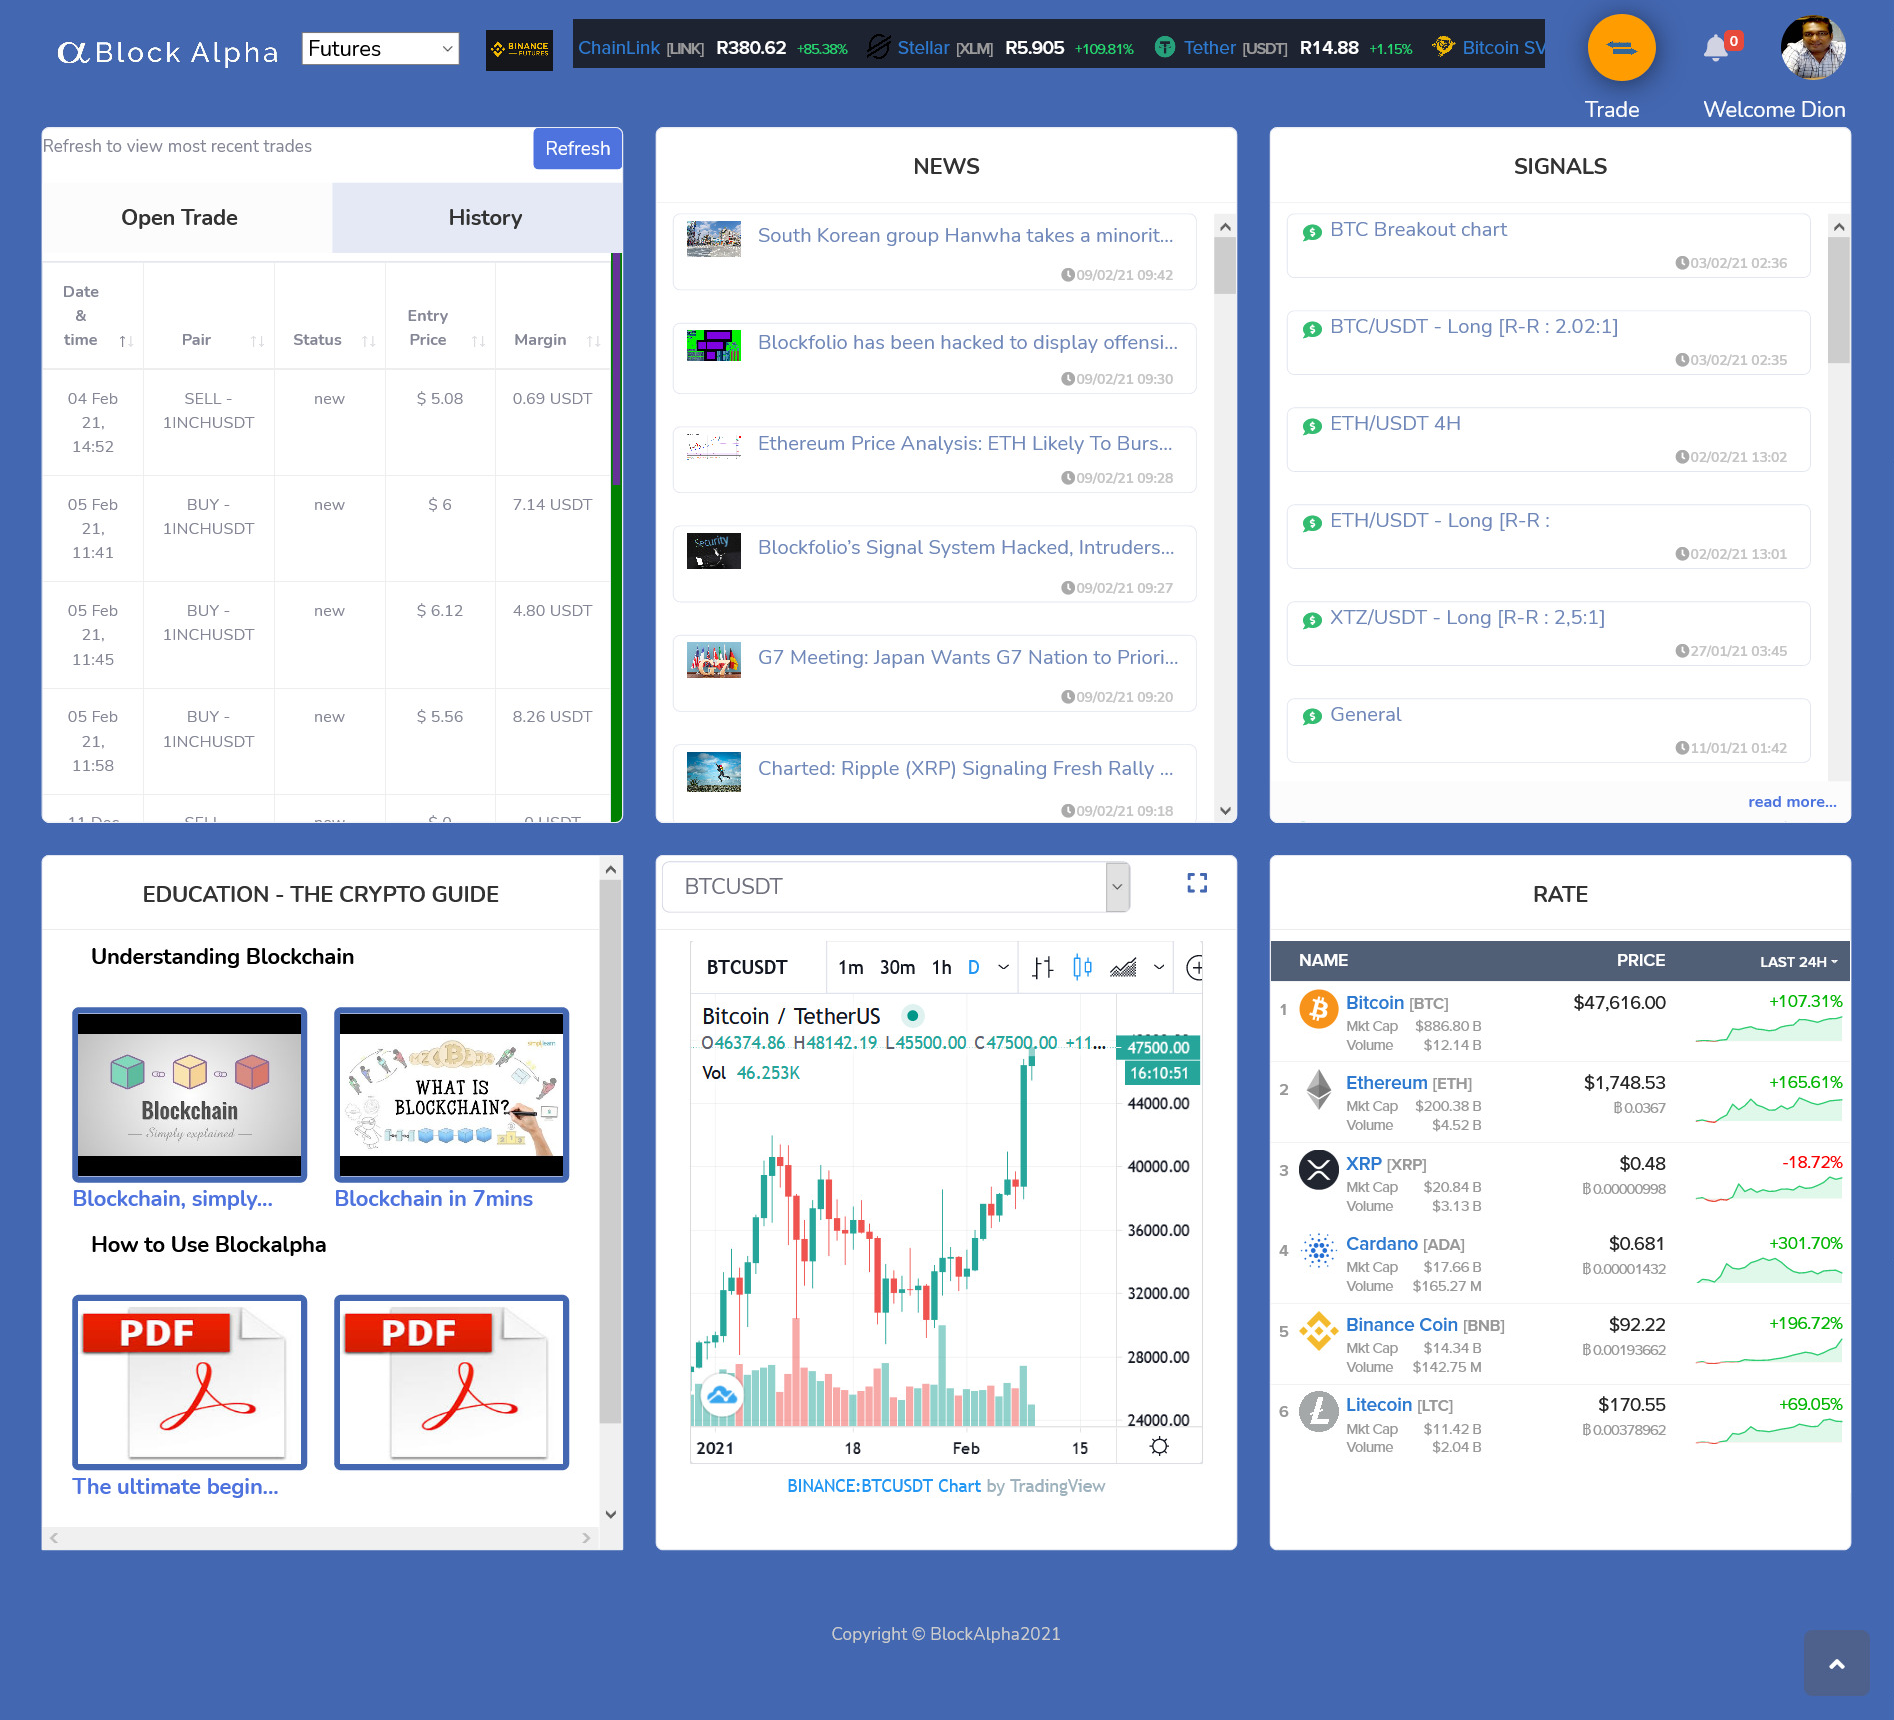 αBlock Alpha
Futures
BINANCE FUTURES
ChainLink [LINK] R380.62 +85.38% Stellar [XLM] R5.905 +109.81% Tether [USDT] R14.88 +1.15% Bitcoin SV
0
Trade
Welcome Dion
Refresh to view most recent trades
Refresh
Open Trade
History
Date & time
Pair
Status
Entry Price
Margin
04 Feb 21, 14:52 SELL - 1INCHUSDT new $ 5.08 0.69 USDT
05 Feb 21, 11:41 BUY - 1INCHUSDT new $ 6 7.14 USDT
05 Feb 21, 11:45 BUY - 1INCHUSDT new $ 6.12 4.80 USDT
05 Feb 21, 11:58 BUY - 1INCHUSDT new $ 5.56 8.26 USDT
11 Dec SELL - new $ 0 0 USDT
NEWS
South Korean group Hanwha takes a minorit...
09/02/21 09:42
Blockfolio has been hacked to display offensi...
09/02/21 09:30
Ethereum Price Analysis: ETH Likely To Burs...
09/02/21 09:28
Security
Blockfolio’s Signal System Hacked, Intruders...
09/02/21 09:27
G7
G7 Meeting: Japan Wants G7 Nation to Priori...
09/02/21 09:20
Charted: Ripple (XRP) Signaling Fresh Rally ...
09/02/21 09:18
SIGNALS
BTC Breakout chart
03/02/21 02:36
BTC/USDT - Long [R-R : 2.02:1]
03/02/21 02:35
ETH/USDT 4H
02/02/21 13:02
ETH/USDT - Long [R-R :
02/02/21 13:01
XTZ/USDT - Long [R-R : 2,5:1]
27/01/21 03:45
General
11/01/21 01:42
read more...
EDUCATION - THE CRYPTO GUIDE
Understanding Blockchain
Blockchain
— Simply explained —
simplilearn
WHAT IS
BLOCKCHAIN?
Blockchain, simply...
Blockchain in 7mins
How to Use Blockalpha
PDF
PDF
The ultimate begin...
BTCUSDT
BTCUSDT 1m 30m 1h D
Bitcoin / TetherUS
O46374.86 H48142.19 L45500.00 C47500.00 +11...
Vol 46.253K
47500.00
16:10:51
44000.00
40000.00
36000.00
32000.00
28000.00
24000.00
2021 18 Feb 15
BINANCE:BTCUSDT Chart by TradingView
RATE
NAME PRICE LAST 24H
1 Bitcoin [BTC] $47,616.00 +107.31%
Mkt Cap $886.80 B
Volume $12.14 B
2 Ethereum [ETH] $1,748.53 +165.61%
Mkt Cap $200.38 B ฿0.0367
Volume $4.52 B
3 XRP [XRP] $0.48 -18.72%
Mkt Cap $20.84 B ฿0.00000998
Volume $3.13 B
4 Cardano [ADA] $0.681 +301.70%
Mkt Cap $17.66 B ฿0.00001432
Volume $165.27 M
5 Binance Coin [BNB] $92.22 +196.72%
Mkt Cap $14.34 B ฿0.00193662
Volume $142.75 M
6 Litecoin [LTC] $170.55 +69.05%
Mkt Cap $11.42 B ฿0.00378962
Volume $2.04 B
Copyright © BlockAlpha2021